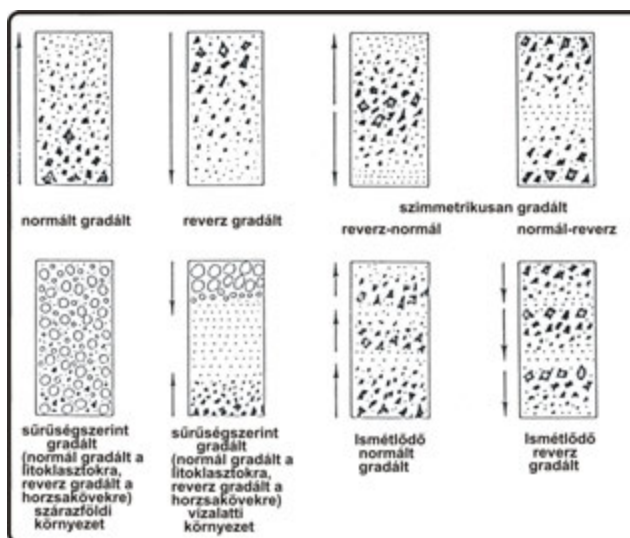 normált gradált
reverz gradált
szimmetrikusan gradált
reverz-normál
normál-reverz
sűrűségszerint
gradált
(normál gradált a
litoklasztokra,
reverz gradált a
horzsakövekre)
szárazföldi
környezet
sűrűségszerint
gradált
(normál gradált a
litoklasztokra,
reverz gradált a
horzsakövekre)
vízalatti
környezet
Ismétlődő
normált
gradált
Ismétlődő
reverz
gradált